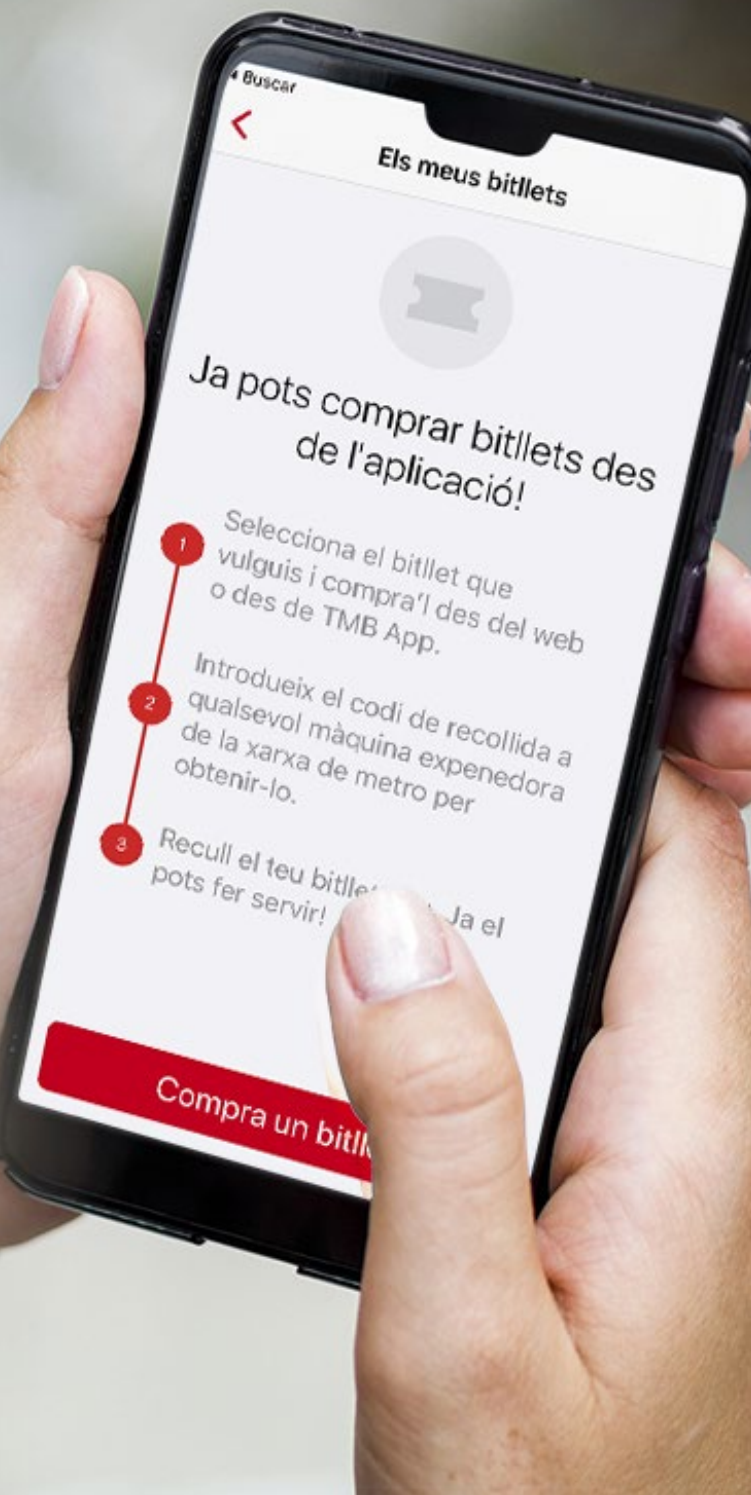 Buscar
Els meus bitllets
Ja pots comprar bitllets des
de l'aplicació!
1
Selecciona el bitllet que
vulguis i compra'l des del web
o des de TMB App.
2
Introdueix el codi de recollida a
qualsevol màquina expenedora
de la xarxa de metro per
obtenir-lo.
3
Recull el teu Ja el
pots fer servir!
Compra un